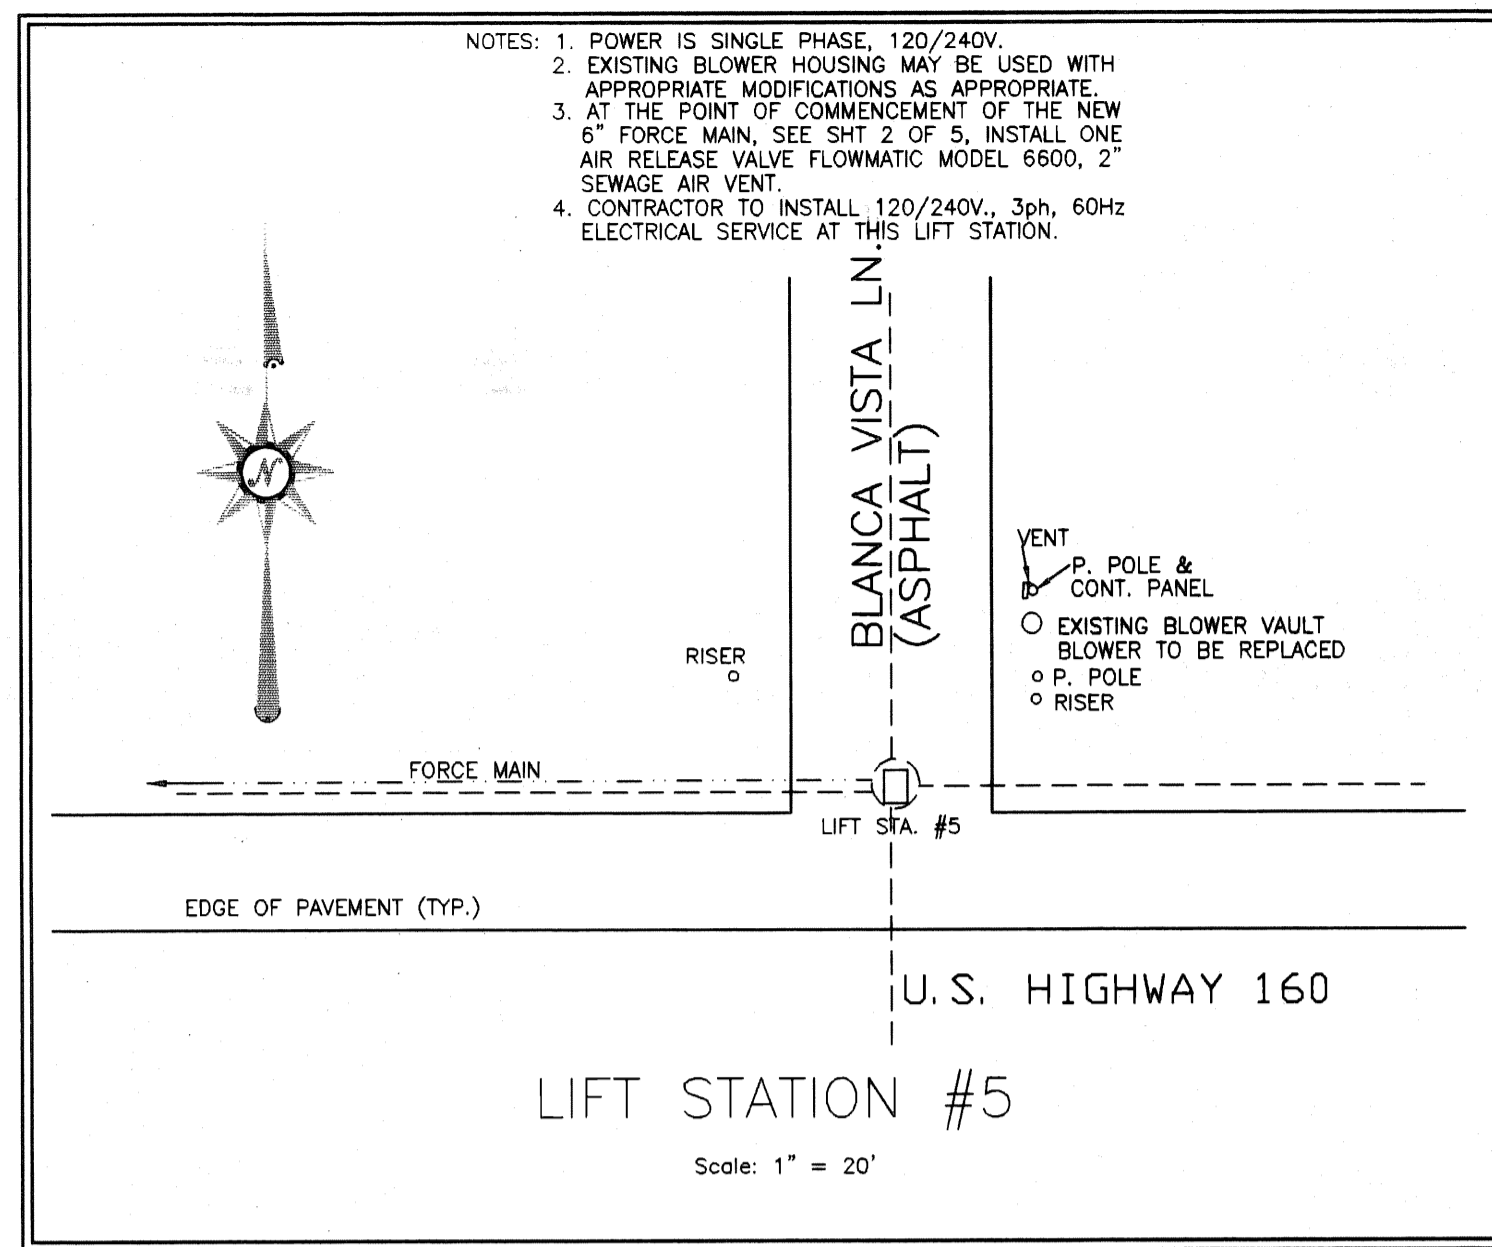 NOTES: 1. POWER IS SINGLE PHASE, 120/240V.
2. EXISTING BLOWER HOUSING MAY BE USED WITH
APPROPRIATE MODIFICATIONS AS APPROPRIATE.
3. AT THE POINT OF COMMENCEMENT OF THE NEW
6" FORCE MAIN, SEE SHT 2 OF 5, INSTALL ONE
AIR RELEASE VALVE FLOWMATIC MODEL 6600, 2"
SEWAGE AIR VENT.
4. CONTRACTOR TO INSTALL 120/240V., 3ph, 60Hz
ELECTRICAL SERVICE AT THIS LIFT STATION.
BLANCA VISTA LN.
(ASPHALT)
N
VENT
P. POLE &
CONT. PANEL
EXISTING BLOWER VAULT
BLOWER TO BE REPLACED
P. POLE
RISER
RISER
FORCE MAIN
LIFT STA. #5
EDGE OF PAVEMENT (TYP.)
U.S. HIGHWAY 160
LIFT STATION #5
Scale: 1" = 20'